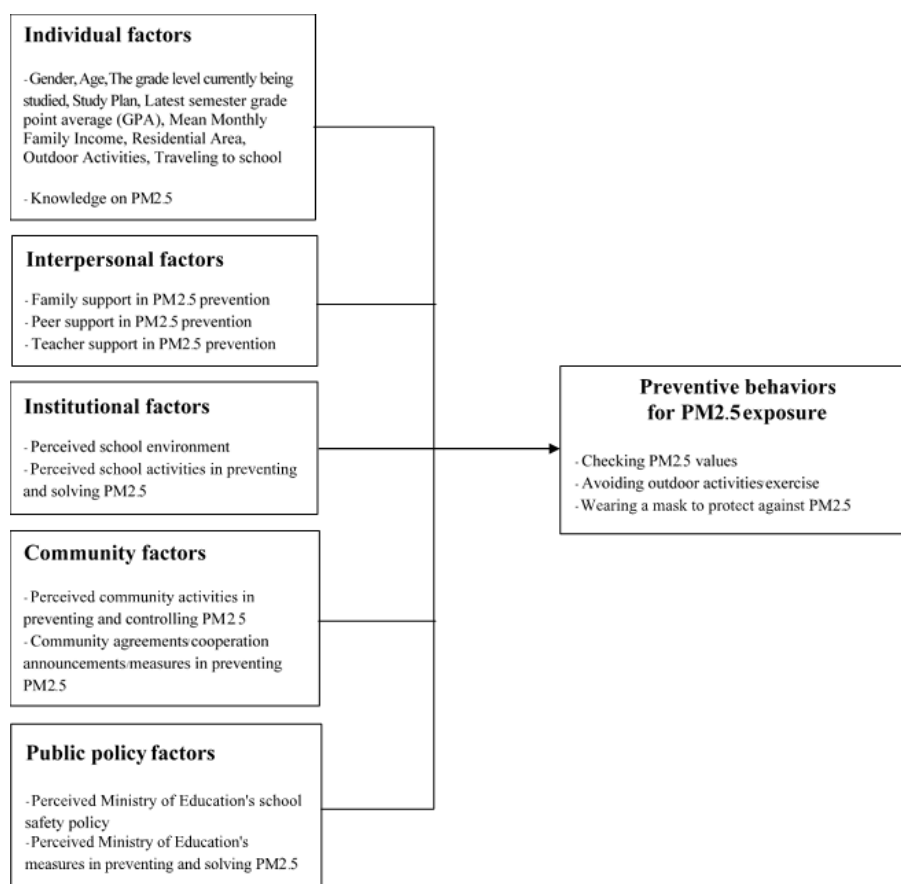 Individual factors
- Gender, Age, The grade level currently being
studied, Study Plan, Latest semester grade
point average (GPA), Mean Monthly
Family Income, Residential Area,
Outdoor Activities, Traveling to school
- Knowledge on PM2.5
Interpersonal factors
- Family support in PM2.5 prevention
- Peer support in PM2.5 prevention
- Teacher support in PM2.5 prevention
Institutional factors
- Perceived school environment
- Perceived school activities in preventing
and solving PM2.5
Community factors
- Perceived community activities in
preventing and controlling PM2.5
- Community agreements/cooperation
announcements/measures in preventing
PM2.5
Public policy factors
- Perceived Ministry of Education's school
safety policy
- Perceived Ministry of Education's
measures in preventing and solving PM2.5
Preventive behaviors
for PM2.5 exposure
- Checking PM2.5 values
- Avoiding outdoor activities/exercise
- Wearing a mask to protect against PM2.5